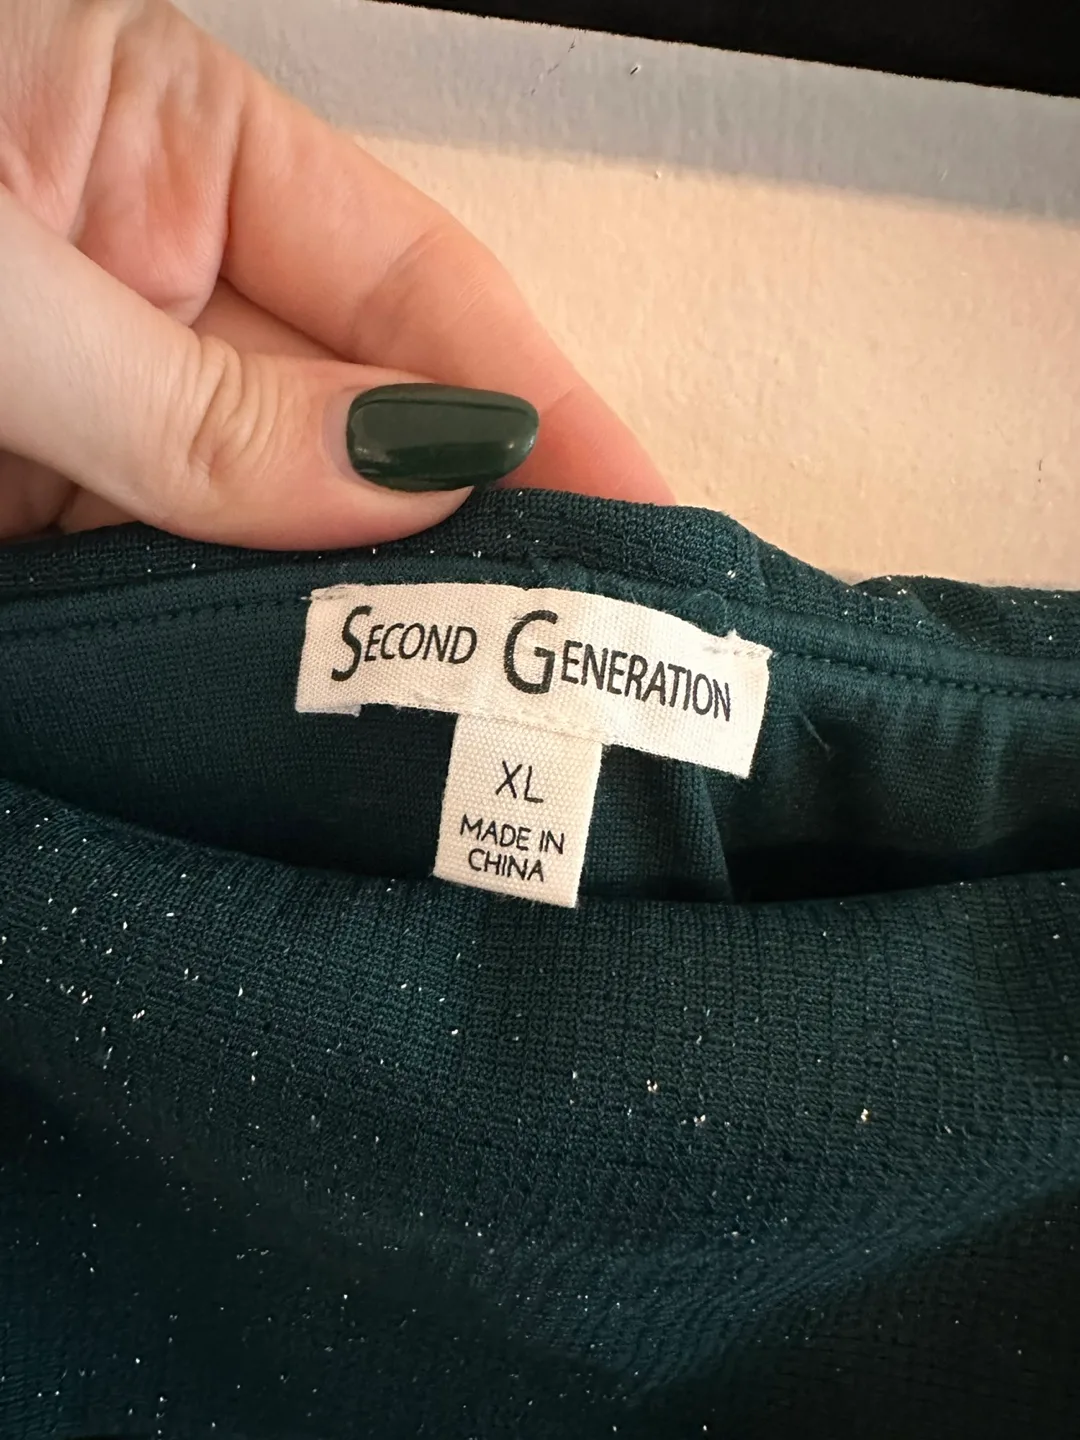 SECOND GENERATION
XL
MADE IN
CHINA